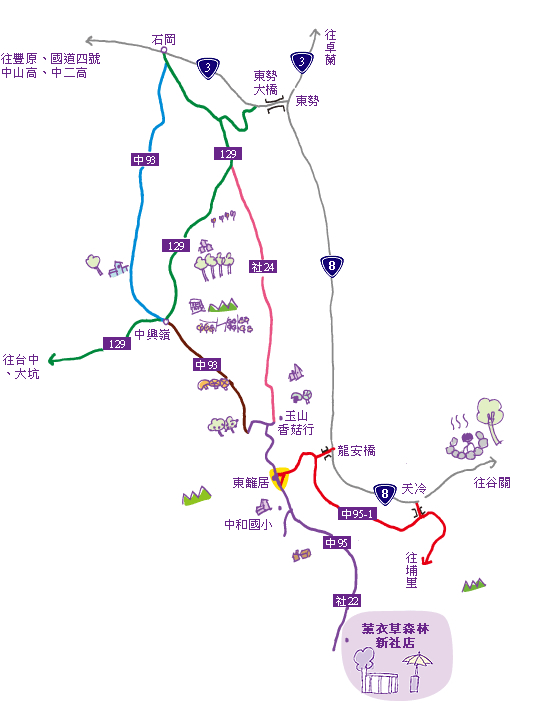 往卓蘭
石岡
往豐原、國道四號
中山高、中二高
3
3
東勢
大橋
東勢
中93
129
129
社24
8
中興嶺
129
往台中
、大坑
中93
玉山
香菇行
龍安橋
東籬居
往谷關
8
天冷
中95-1
中和國小
中95
往埔里
社22
薰衣草森林
新社店